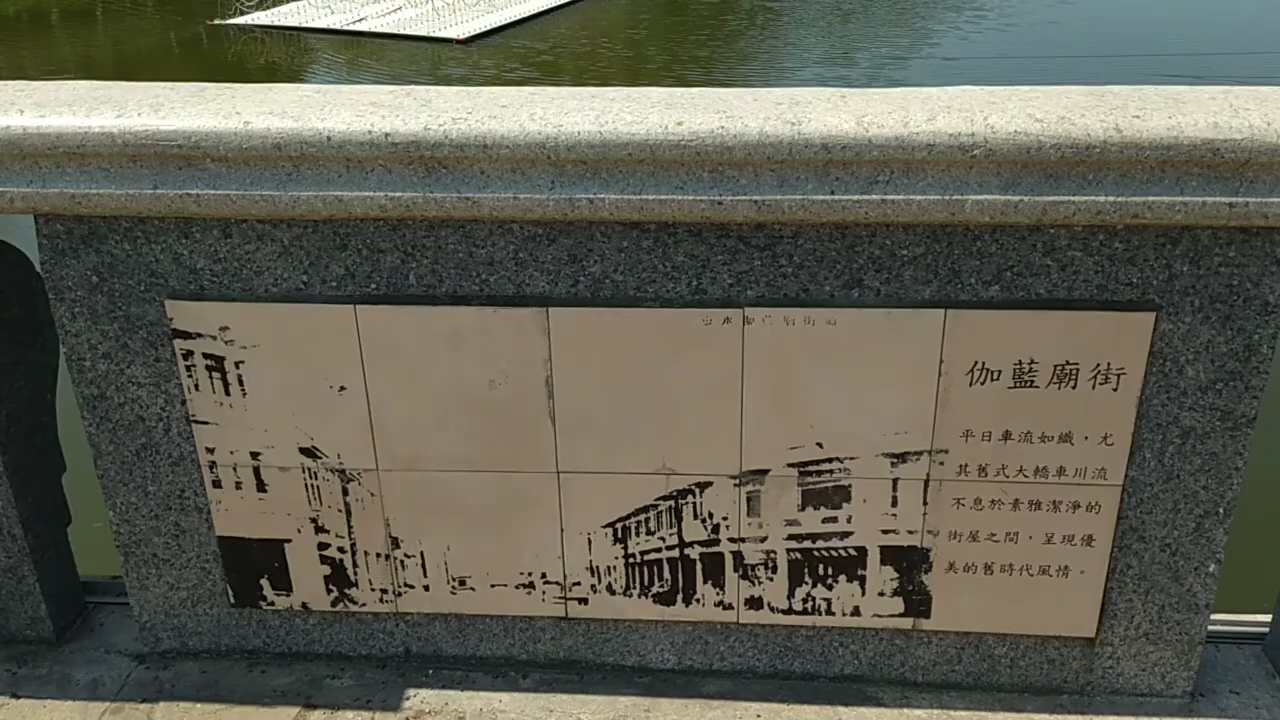 伽藍廟街
平日車流如織，尤
其舊式大轎車川流
不息於素雅潔淨的
街屋之間，呈現優
美的舊時代風情。